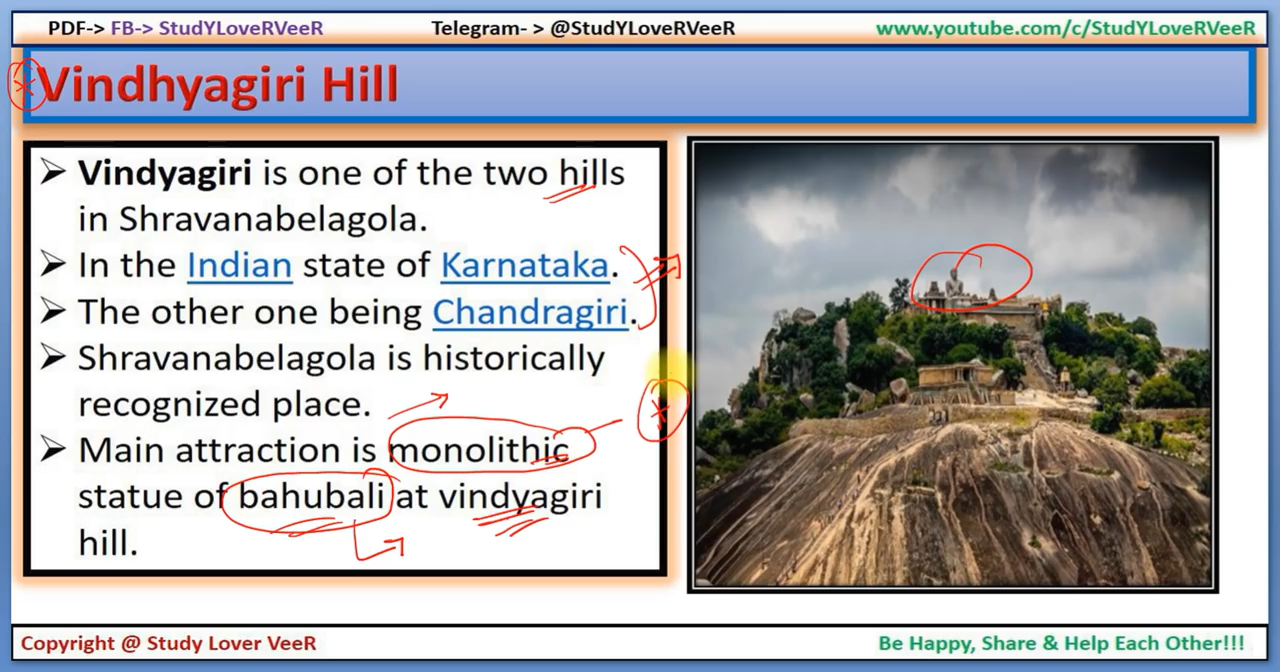 PDF-> FB-> StudYLoveRVeeR
Telegram- > @StudYLoveRVeeR
www.youtube.com/c/StudYLoveRVeeR
Vindhyagiri Hill
➤ Vindyagiri is one of the two hills
in Shravanabelagola.
➤ In the Indian state of Karnataka.
➤ The other one being Chandragiri.
➤ Shravanabelagola is historically
recognized place.
➤ Main attraction is monolithic
statue of bahubali at vindyagiri
hill.
Copyright @ Study Lover VeeR
Be Happy, Share & Help Each Other!!!